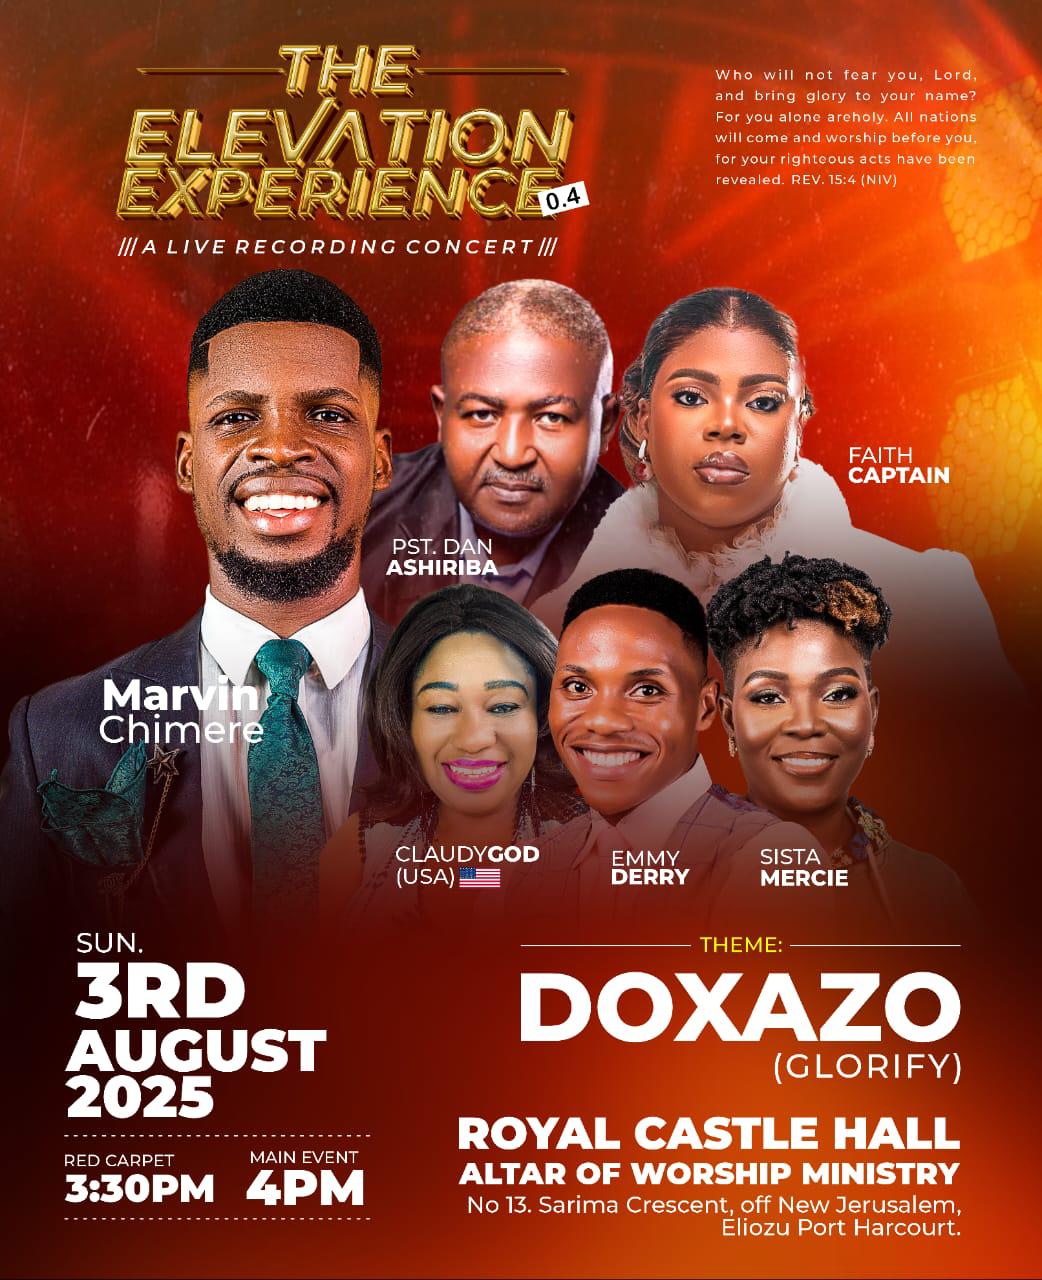 THE
ELEVATION
EXPERIENCE
0.4
///A LIVE RECORDING CONCERT///
Who will not fear you, Lord,
and bring glory to your name?
For you alone areholy. All nations
will come and worship before you,
for your righteous acts have been
revealed. REV. 15:4 (NIV)
FAITH
CAPTAIN
PST. DAN
ASHIRIBA
Marvin
Chimere
CLAUDYGOD
(USA)
EMMY
DERRY
SISTA
MERCIE
SUN.
3RD
AUGUST
2025
RED CARPET
3:30PM
MAIN EVENT
4PM
THEME:
DOXAZO
(GLORIFY)
ROYAL CASTLE HALL
ALTAR OF WORSHIP MINISTRY
No 13. Sarima Crescent, off New Jerusalem,
Eliozu Port Harcourt.